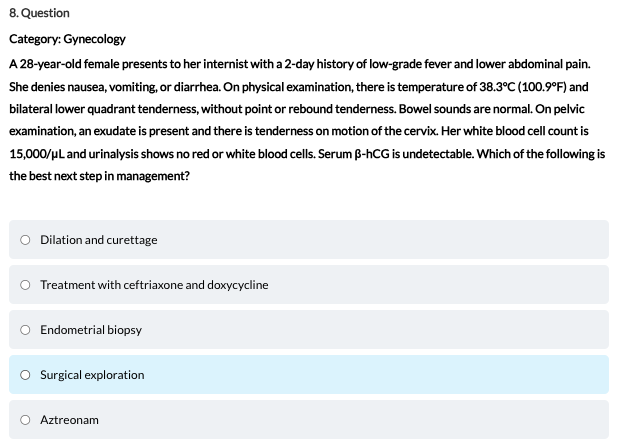 8. Question
Category: Gynecology
A 28-year-old female presents to her internist with a 2-day history of low-grade fever and lower abdominal pain.
She denies nausea, vomiting, or diarrhea. On physical examination, there is temperature of 38.3°C (100.9°F) and
bilateral lower quadrant tenderness, without point or rebound tenderness. Bowel sounds are normal. On pelvic
examination, an exudate is present and there is tenderness on motion of the cervix. Her white blood cell count is
15,000/μL and urinalysis shows no red or white blood cells. Serum β-hCG is undetectable. Which of the following is
the best next step in management?
Dilation and curettage
Treatment with ceftriaxone and doxycycline
Endometrial biopsy
Surgical exploration
Aztreonam